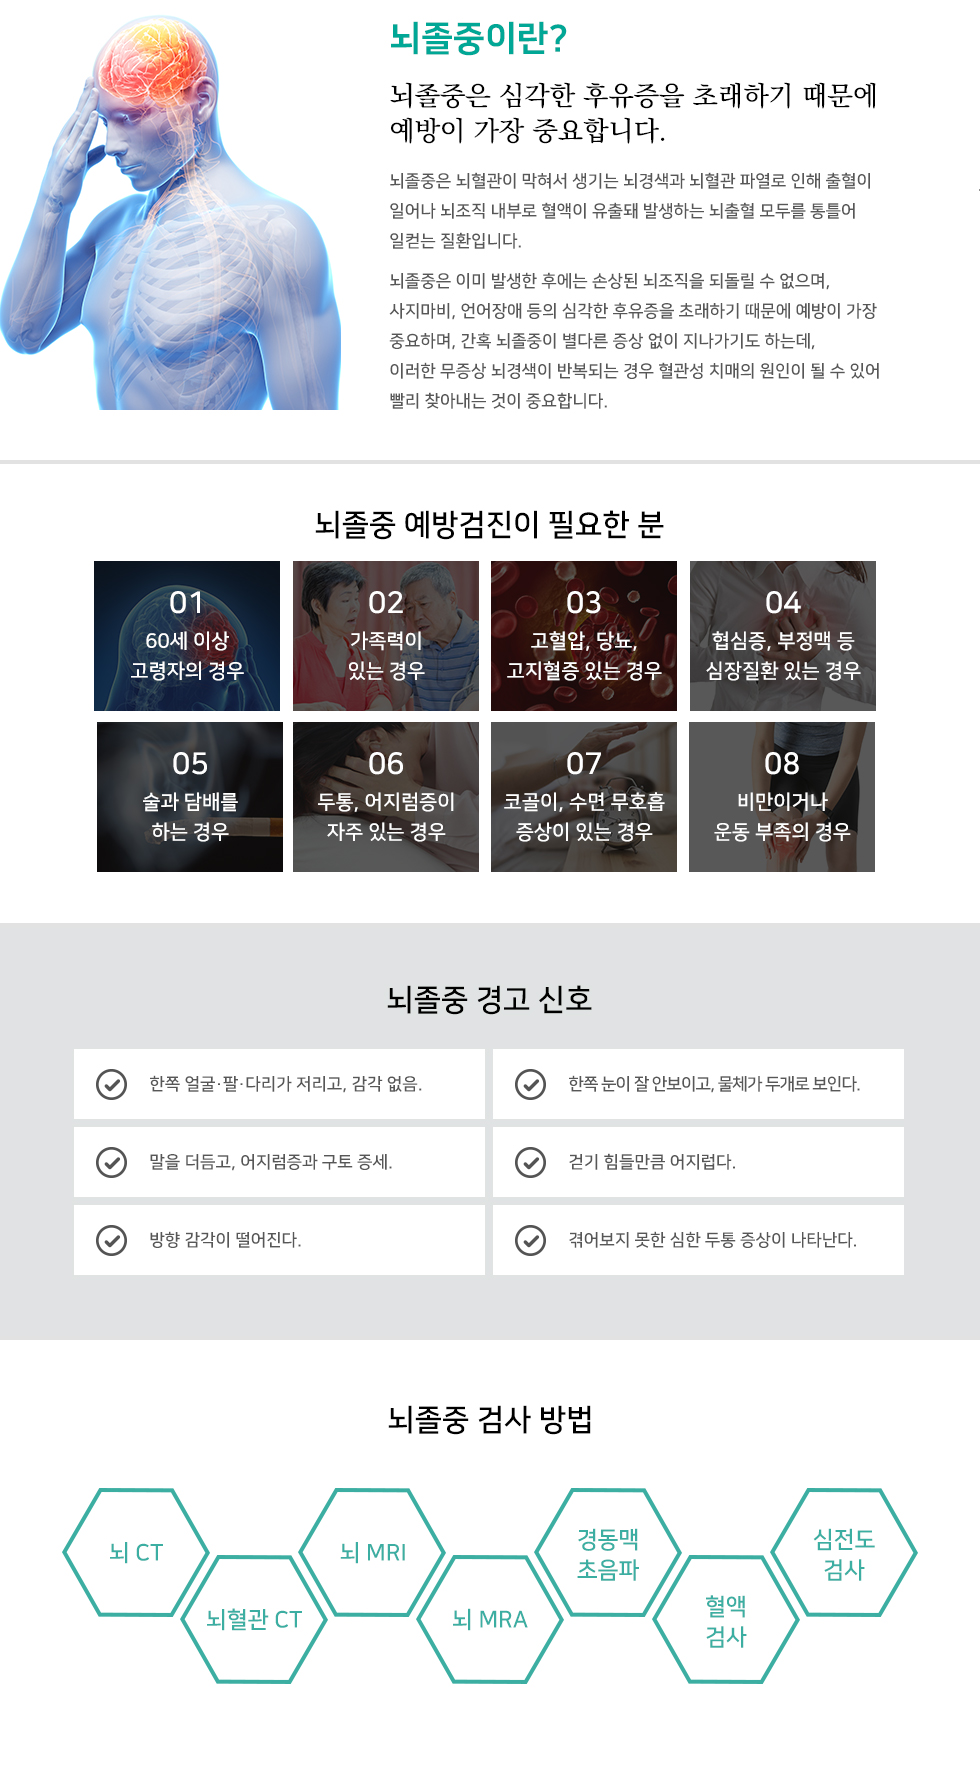 뇌졸중이란?
뇌졸중은 심각한 후유증을 초래하기 때문에
예방이 가장 중요합니다.
뇌졸중은 뇌혈관이 막혀서 생기는 뇌경색과 뇌혈관 파열로 인해 출혈이
일어나 뇌조직 내부로 혈액이 유출돼 발생하는 뇌출혈 모두를 통틀어
일컫는 질환입니다.
뇌졸중은 이미 발생한 후에는 손상된 뇌조직을 되돌릴 수 없으며,
사지마비, 언어장애 등의 심각한 후유증을 초래하기 때문에 예방이 가장
중요하며, 간혹 뇌졸중이 별다른 증상 없이 지나가기도 하는데,
이러한 무증상 뇌경색이 반복되는 경우 혈관성 치매의 원인이 될 수 있어
빨리 찾아내는 것이 중요합니다.
뇌졸중 예방검진이 필요한 분
01
60세 이상
고령자의 경우
02
가족력이
있는 경우
03
고혈압, 당뇨,
고지혈증 있는 경우
04
협심증, 부정맥 등
심장질환 있는 경우
05
술과 담배를
하는 경우
06
두통, 어지럼증이
자주 있는 경우
07
코골이, 수면 무호흡
증상이 있는 경우
08
비만이거나
운동 부족의 경우
뇌졸중 경고 신호
한쪽 얼굴·팔·다리가 저리고, 감각 없음.
한쪽 눈이 잘 안보이고, 물체가 두개로 보인다.
말을 더듬고, 어지럼증과 구토 증세.
걷기 힘들만큼 어지럽다.
방향 감각이 떨어진다.
겪어보지 못한 심한 두통 증상이 나타난다.
뇌졸중 검사 방법
뇌 CT
뇌혈관 CT
뇌 MRI
뇌 MRA
경동맥
초음파
혈액
검사
심전도
검사